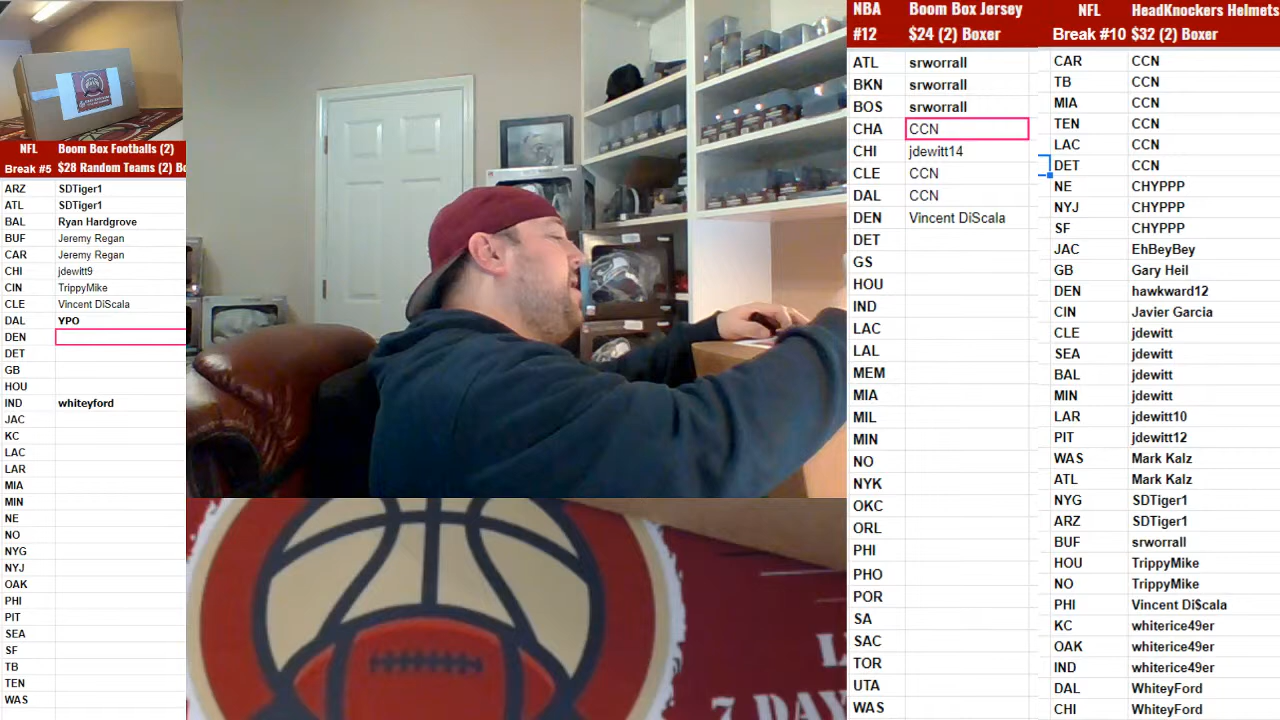 NFL Boom Box Footballs (2)
Break #5 $28 Random Teams (2) Bo
ARZ SDTiger1
ATL SDTiger1
BAL Ryan Hardgrove
BUF Jeremy Regan
CAR Jeremy Regan
CHI jdewitt9
CIN TrippyMike
CLE Vincent DiScala
DAL YPO
DEN
DET
GB
HOU
IND whiteyford
JAC
KC
LAC
LAR
MIA
MIN
NE
NO
NYG
NYJ
OAK
PHI
PIT
SEA
SF
TB
TEN
WAS
7 DAY
NBA Boom Box Jersey
#12 $24 (2) Boxer
ATL srworrall
BKN srworrall
BOS srworrall
CHA CCN
CHI jdewitt14
CLE CCN
DAL CCN
DEN Vincent DiScala
DET
GS
HOU
IND
LAC
LAL
MEM
MIA
MIL
MIN
NO
NYK
OKC
ORL
PHI
PHO
POR
SA
SAC
TOR
UTA
WAS
NFL HeadKnockers Helmets
Break #10 $32 (2) Boxer
CAR CCN
TB CCN
MIA CCN
TEN CCN
LAC CCN
DET CCN
NE CHYPPP
NYJ CHYPPP
SF CHYPPP
JAC EhBeyBey
GB Gary Heil
DEN hawkward12
CIN Javier Garcia
CLE jdewitt
SEA jdewitt
BAL jdewitt
MIN jdewitt
LAR jdewitt10
PIT jdewitt12
WAS Mark Kalz
ATL Mark Kalz
NYG SDTiger1
ARZ SDTiger1
BUF srworrall
HOU TrippyMike
NO TrippyMike
PHI Vincent DiScala
KC whiterice49er
OAK whiterice49er
IND whiterice49er
DAL WhiteyFord
CHI WhiteyFord